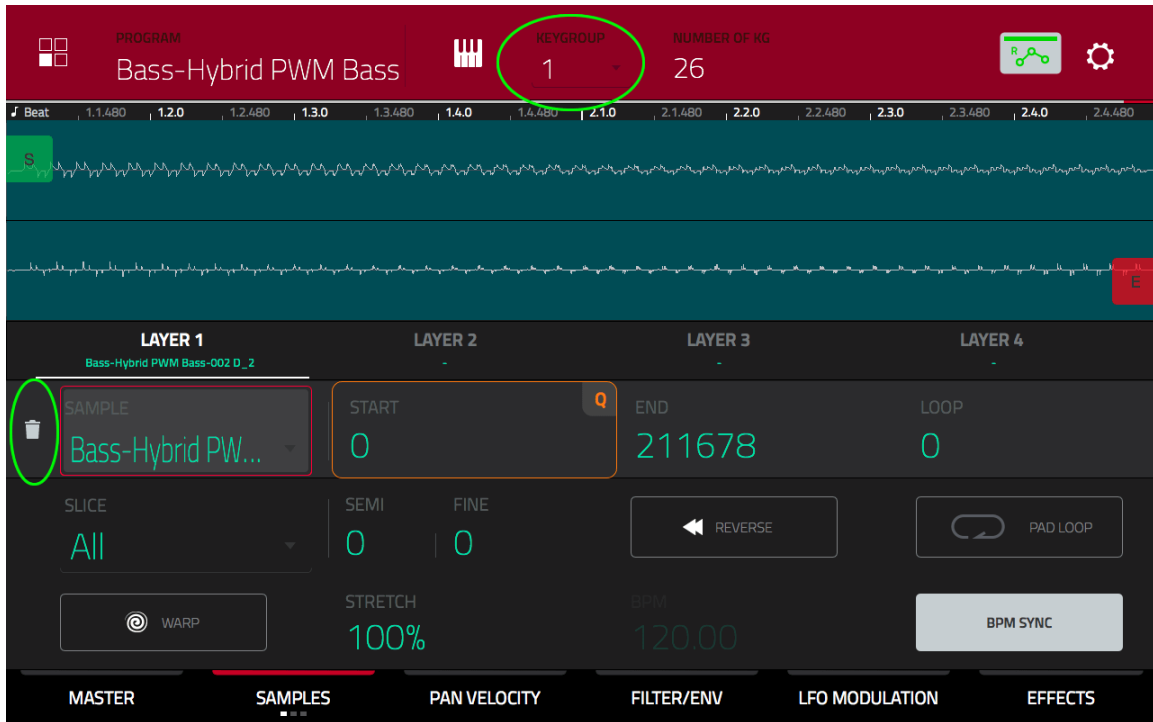 PROGRAM KEYGROUP NUMBER OF KG
Bass-Hybrid PWM Bass 1 26 R
Beat 1.1.480 1.2.0 1.2.480 1.3.0 1.3.480 1.4.0 1.4.480 2.1.0 2.1.480 2.2.0 2.2.480 2.3.0 2.3.480 2.4.0 2.4.480
S
E
LAYER 1 LAYER 2 LAYER 3 LAYER 4
Bass-Hybrid PWM Bass-002 D_2 - - -
SAMPLE START Q END LOOP
Bass-Hybrid PW... 0 211678 0
SLICE SEMI FINE
All 0 0 REVERSE PAD LOOP
STRETCH BPM
WARP 100% 120.00 BPM SYNC
MASTER SAMPLES PAN VELOCITY FILTER/ENV LFO MODULATION EFFECTS